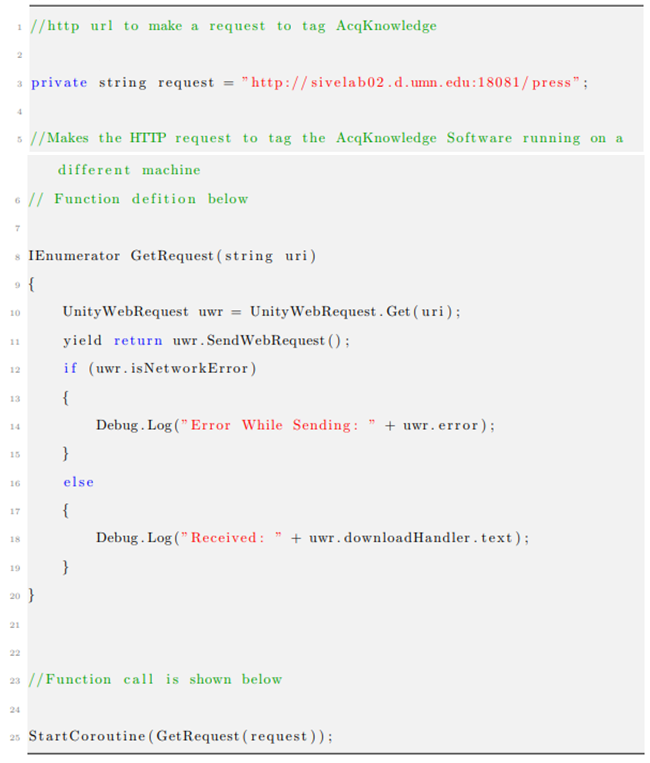 1 //http url to make a request to tag AcqKnowledge
2
3 private string request = "http://sivelab02.d.umn.edu:18081/press";
4
5 //Makes the HTTP request to tag the AcqKnowledge Software running on a
different machine
6 // Function defition below
7
8 IEnumerator GetRequest(string uri)
9 {
10 UnityWebRequest uwr = UnityWebRequest.Get(uri);
11 yield return uwr.SendWebRequest();
12 if (uwr.isNetworkError)
13 {
14 Debug.Log("Error While Sending: " + uwr.error);
15 }
16 else
17 {
18 Debug.Log("Received: " + uwr.downloadHandler.text);
19 }
20 }
21
22
23 //Function call is shown below
24
25 StartCoroutine(GetRequest(request));